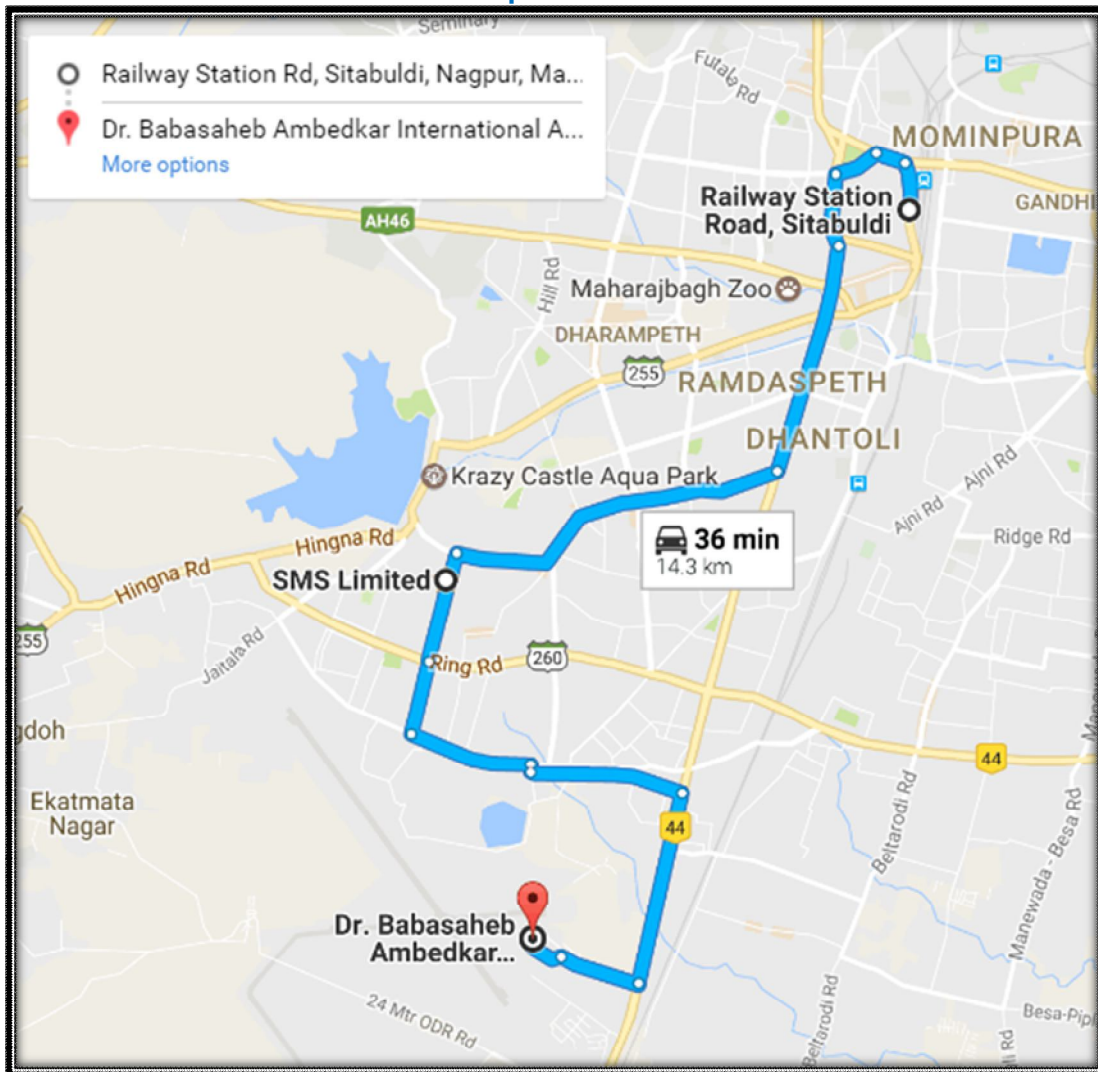 Railway Station Rd, Sitabuldi, Nagpur, Ma...
Dr. Babasaheb Ambedkar International A...
More options
Seminary
Futala Rd
MOMINPURA
Railway Station
Road, Sitabuldi
GANDHI
AH46
Hill Rd
Maharajbagh Zoo
DHARAMPETH
255
RAMDASPETH
DHANTOLI
Krazy Castle Aqua Park
Ajni Rd
Ajni Rd
36 min
14.3 km
Ridge Rd
Hingna Rd
Hingna Rd
SMS Limited
255
Jaitala Rd
Ring Rd
260
gdoh
44
Ekatmata
Nagar
44
Beltarodi Rd
Manewada - Besa Rd
Dr. Babasaheb
Ambedkar...
24 Mtr ODR Rd
Beltarodi Rd
Besa-Pipl